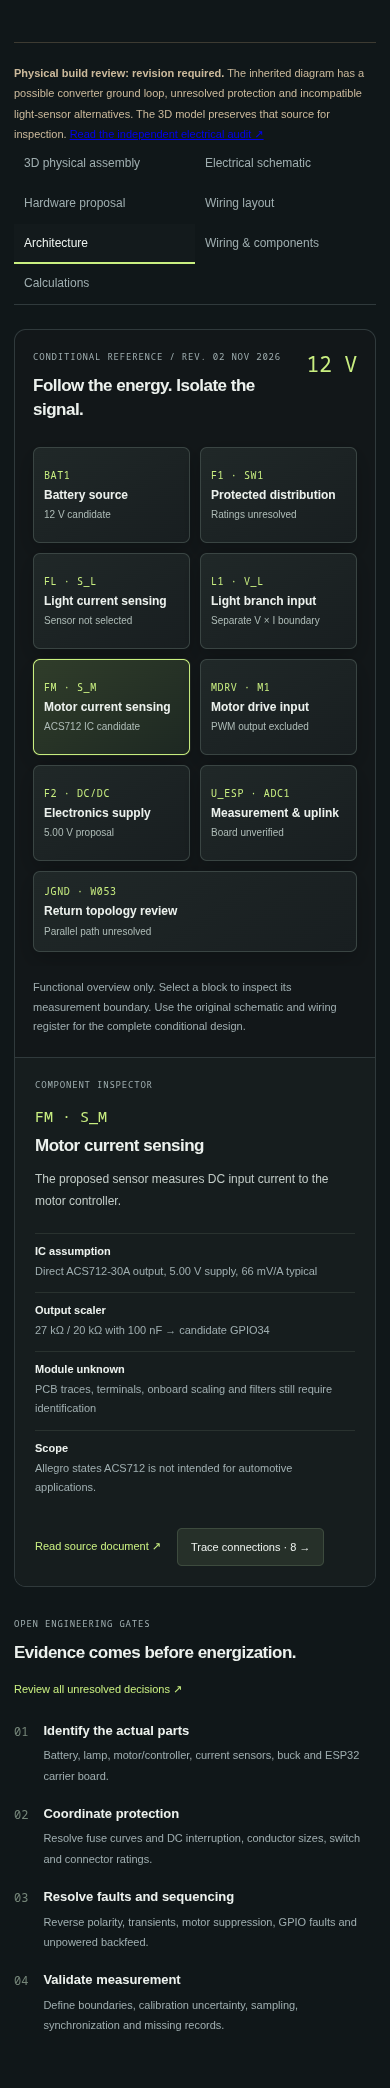 Physical build review: revision required. The inherited diagram has a
possible converter ground loop, unresolved protection and incompatible
light-sensor alternatives. The 3D model preserves that source for
inspection. Read the independent electrical audit ↗
3D physical assembly
Electrical schematic
Hardware proposal
Wiring layout
Architecture
Wiring & components
Calculations
CONDITIONAL REFERENCE / REV. 02 NOV 2026
12 V
Follow the energy. Isolate the
signal.
BAT1
Battery source
12 V candidate
F1 · SW1
Protected distribution
Ratings unresolved
FL · S_L
Light current sensing
Sensor not selected
L1 · V_L
Light branch input
Separate V × I boundary
FM · S_M
Motor current sensing
ACS712 IC candidate
MDRV · M1
Motor drive input
PWM output excluded
F2 · DC/DC
Electronics supply
5.00 V proposal
U_ESP · ADC1
Measurement & uplink
Board unverified
JGND · W053
Return topology review
Parallel path unresolved
Functional overview only. Select a block to inspect its
measurement boundary. Use the original schematic and wiring
register for the complete conditional design.
COMPONENT INSPECTOR
FM · S_M
Motor current sensing
The proposed sensor measures DC input current to the
motor controller.
IC assumption
Direct ACS712-30A output, 5.00 V supply, 66 mV/A typical
Output scaler
27 kΩ / 20 kΩ with 100 nF → candidate GPIO34
Module unknown
PCB traces, terminals, onboard scaling and filters still require
identification
Scope
Allegro states ACS712 is not intended for automotive
applications.
Read source document ↗
Trace connections · 8 →
OPEN ENGINEERING GATES
Evidence comes before energization.
Review all unresolved decisions ↗
01 Identify the actual parts
Battery, lamp, motor/controller, current sensors, buck and ESP32
carrier board.
02 Coordinate protection
Resolve fuse curves and DC interruption, conductor sizes, switch
and connector ratings.
03 Resolve faults and sequencing
Reverse polarity, transients, motor suppression, GPIO faults and
unpowered backfeed.
04 Validate measurement
Define boundaries, calibration uncertainty, sampling,
synchronization and missing records.